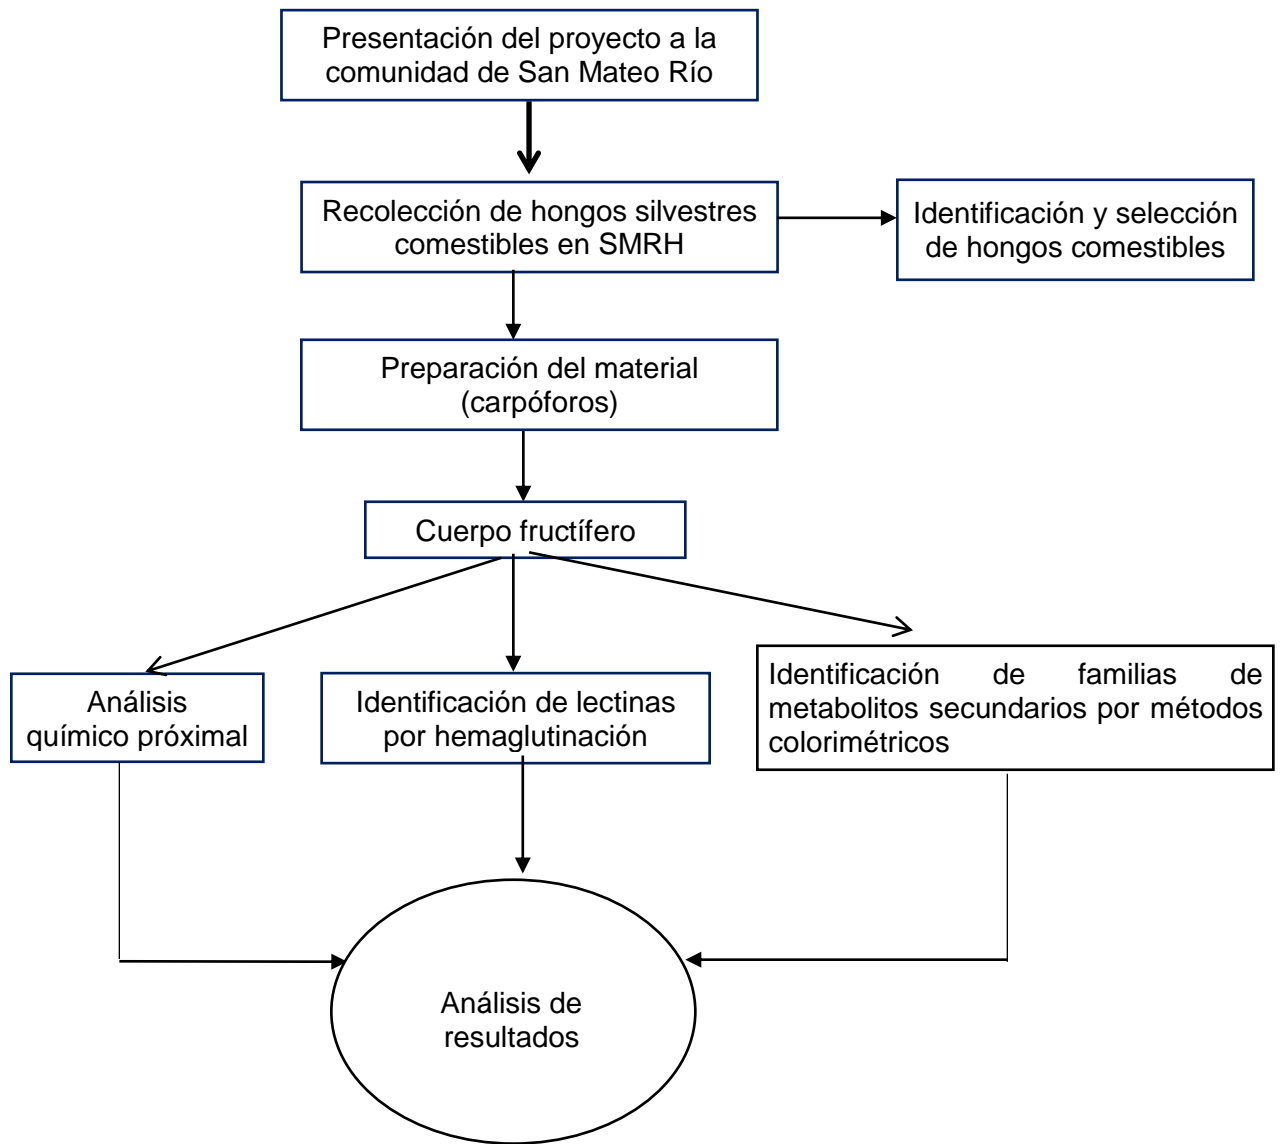 Presentación del proyecto a la
comunidad de San Mateo Río
Recolección de hongos silvestres
comestibles en SMRH
Identificación y selección
de hongos comestibles
Preparación del material
(carpóforos)
Cuerpo fructífero
Análisis
químico próximal
Identificación de lectinas
por hemaglutinación
Identificación de familias de
metabolitos secundarios por métodos
colorimétricos
Análisis de
resultados